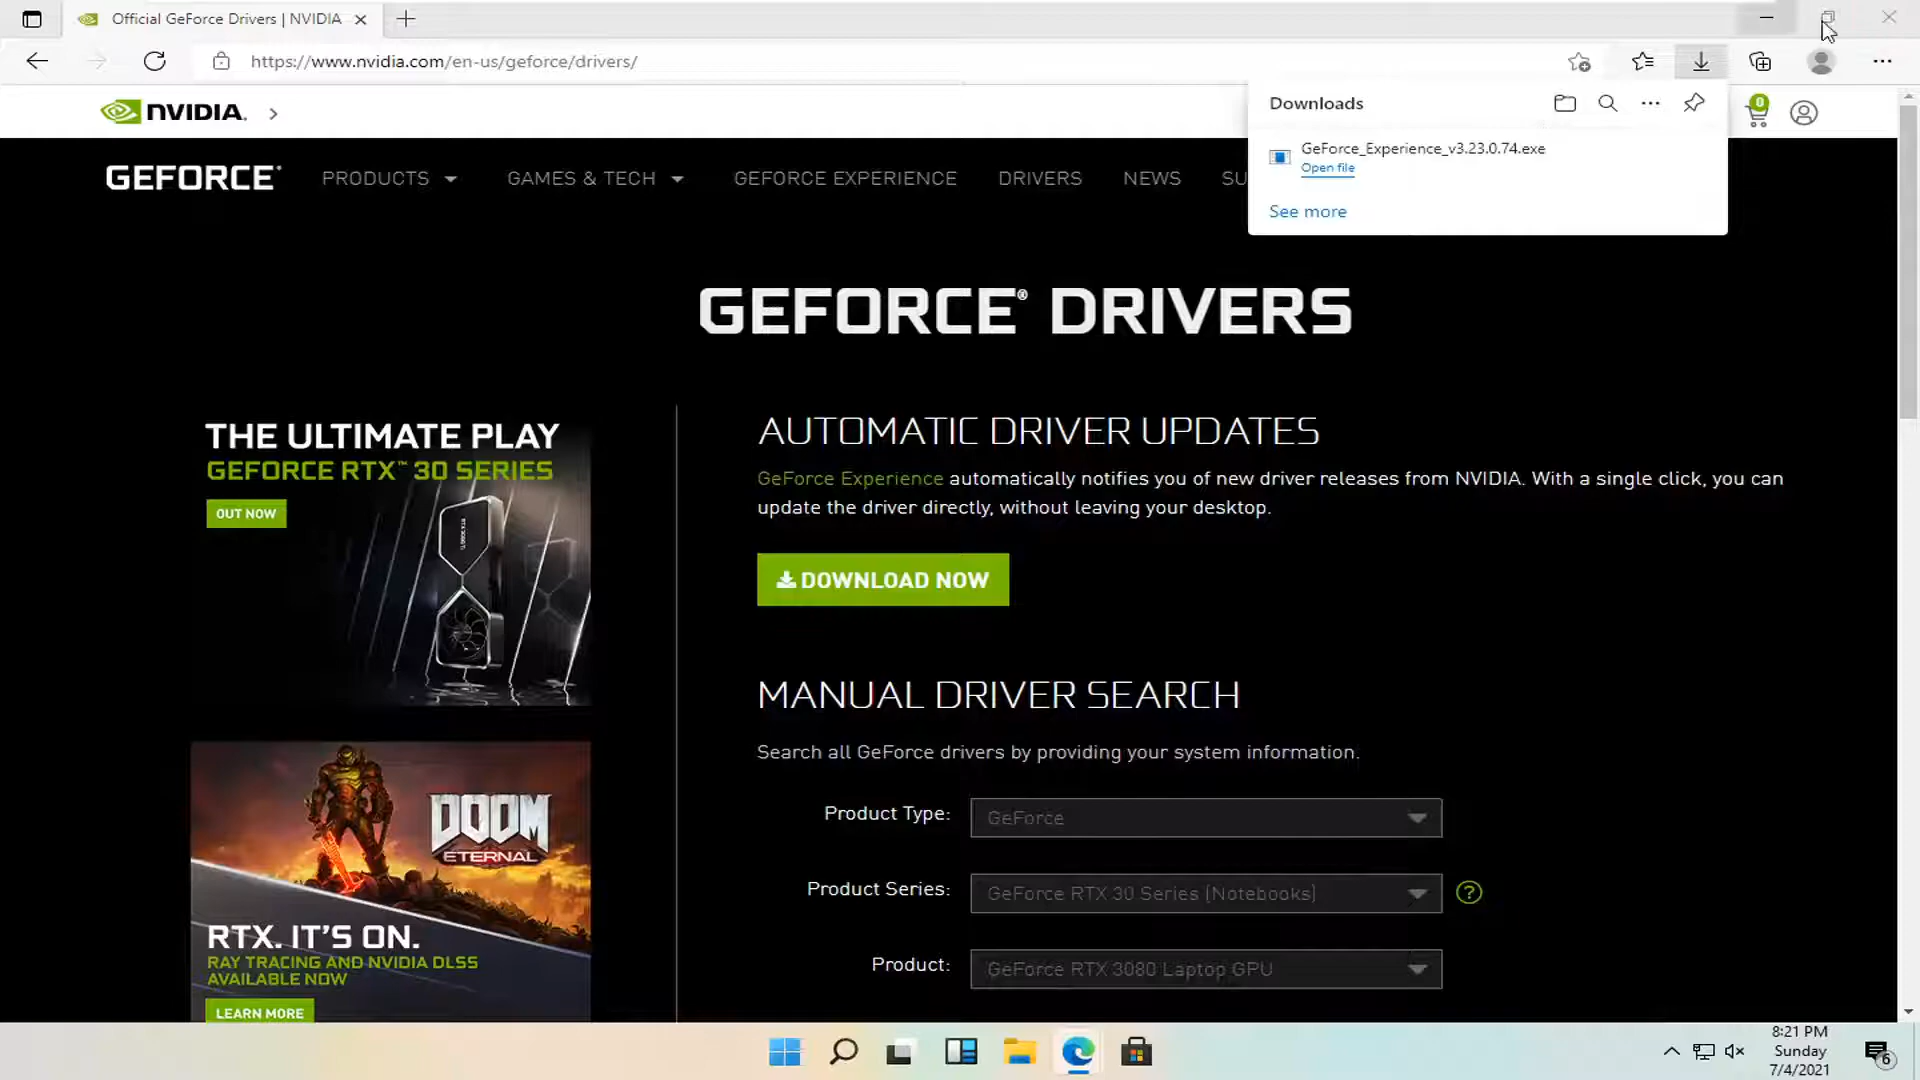 Official GeForce Drivers | NVIDIA
https://www.nvidia.com/en-us/geforce/drivers/
NVIDIA.
Downloads
GeForce_Experience_v3.23.0.74.exe
Open file
See more
0
GEFORCE
PRODUCTS
GAMES & TECH
GEFORCE EXPERIENCE
DRIVERS
NEWS
SU
GEFORCE® DRIVERS
THE ULTIMATE PLAY
GEFORCE RTX™ 30 SERIES
OUT NOW
AUTOMATIC DRIVER UPDATES
GeForce Experience automatically notifies you of new driver releases from NVIDIA. With a single click, you can
update the driver directly, without leaving your desktop.
DOWNLOAD NOW
MANUAL DRIVER SEARCH
Search all GeForce drivers by providing your system information.
Product Type:
GeForce
Product Series:
GeForce RTX 30 Series (Notebooks)
?
Product:
GeForce RTX 3080 Laptop GPU
DOOM
ETERNAL
RTX. IT'S ON.
RAY TRACING AND NVIDIA DLSS
AVAILABLE NOW
LEARN MORE
8:21 PM
Sunday
7/4/2021
6